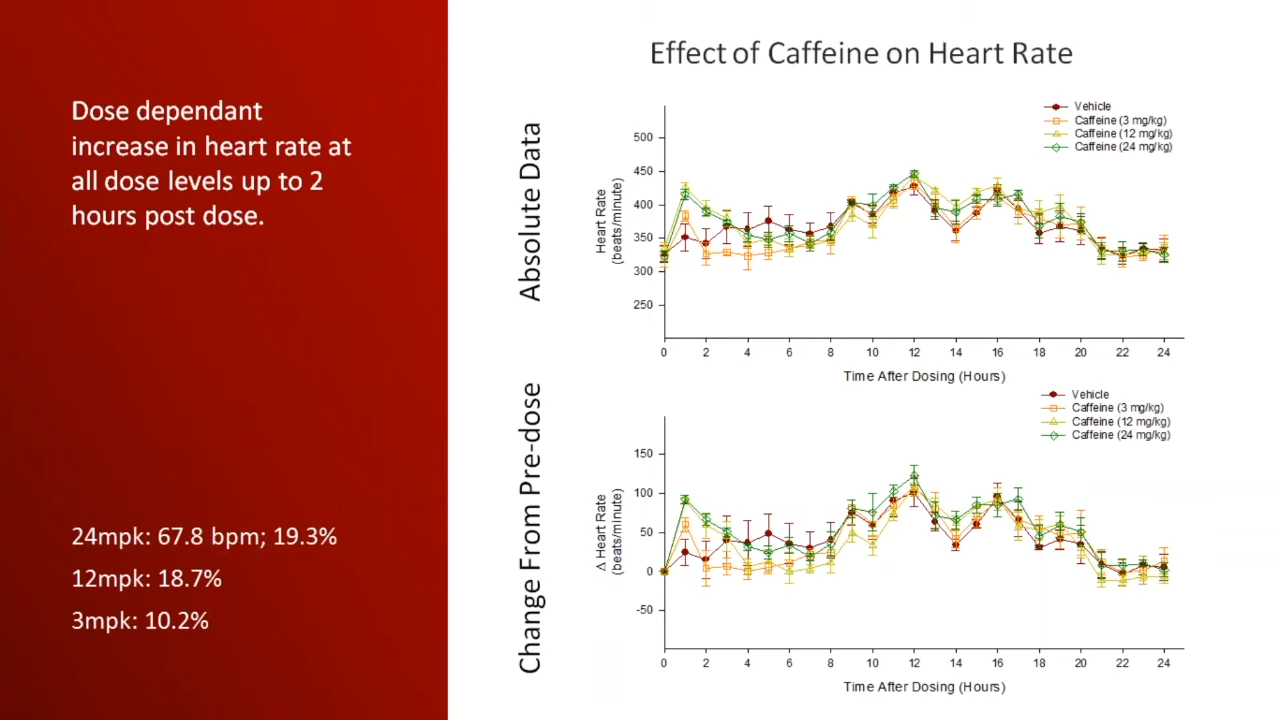 Dose dependant
increase in heart rate at
all dose levels up to 2
hours post dose.
24mpk: 67.8 bpm; 19.3%
12mpk: 18.7%
3mpk: 10.2%
Effect of Caffeine on Heart Rate
Absolute Data
Heart Rate
(beats/minute)
500
450
400
350
300
250
Vehicle
Caffeine (3 mg/kg)
Caffeine (12 mg/kg)
Caffeine (24 mg/kg)
0 2 4 6 8 10 12 14 16 18 20 22 24
Time After Dosing (Hours)
Change From Pre-dose
Δ Heart Rate
(beats/minute)
150
100
50
0
-50
Vehicle
Caffeine (3 mg/kg)
Caffeine (12 mg/kg)
Caffeine (24 mg/kg)
0 2 4 6 8 10 12 14 16 18 20 22 24
Time After Dosing (Hours)